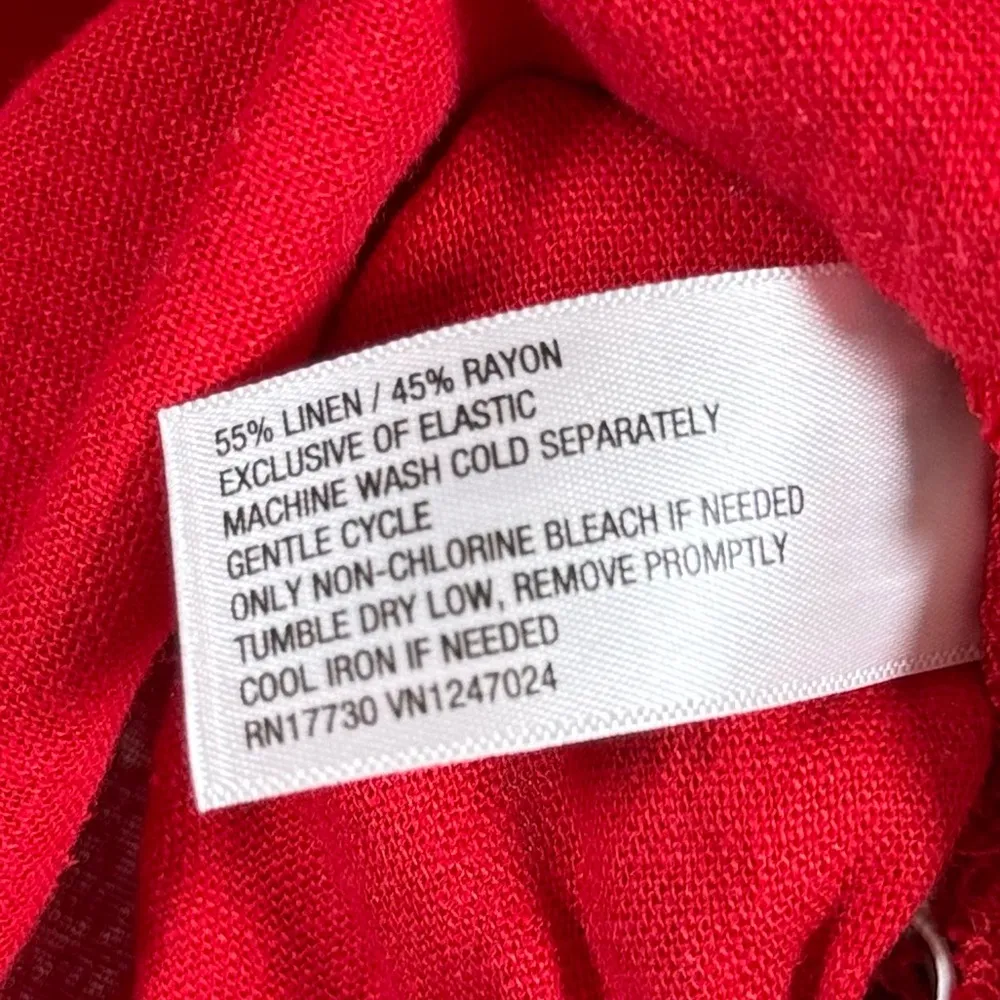 55% LINEN / 45% RAYON
EXCLUSIVE OF ELASTIC
MACHINE WASH COLD SEPARATELY
GENTLE CYCLE
ONLY NON-CHLORINE BLEACH IF NEEDED
TUMBLE DRY LOW, REMOVE PROMPTLY
COOL IRON IF NEEDED
RN17730 VN1247024